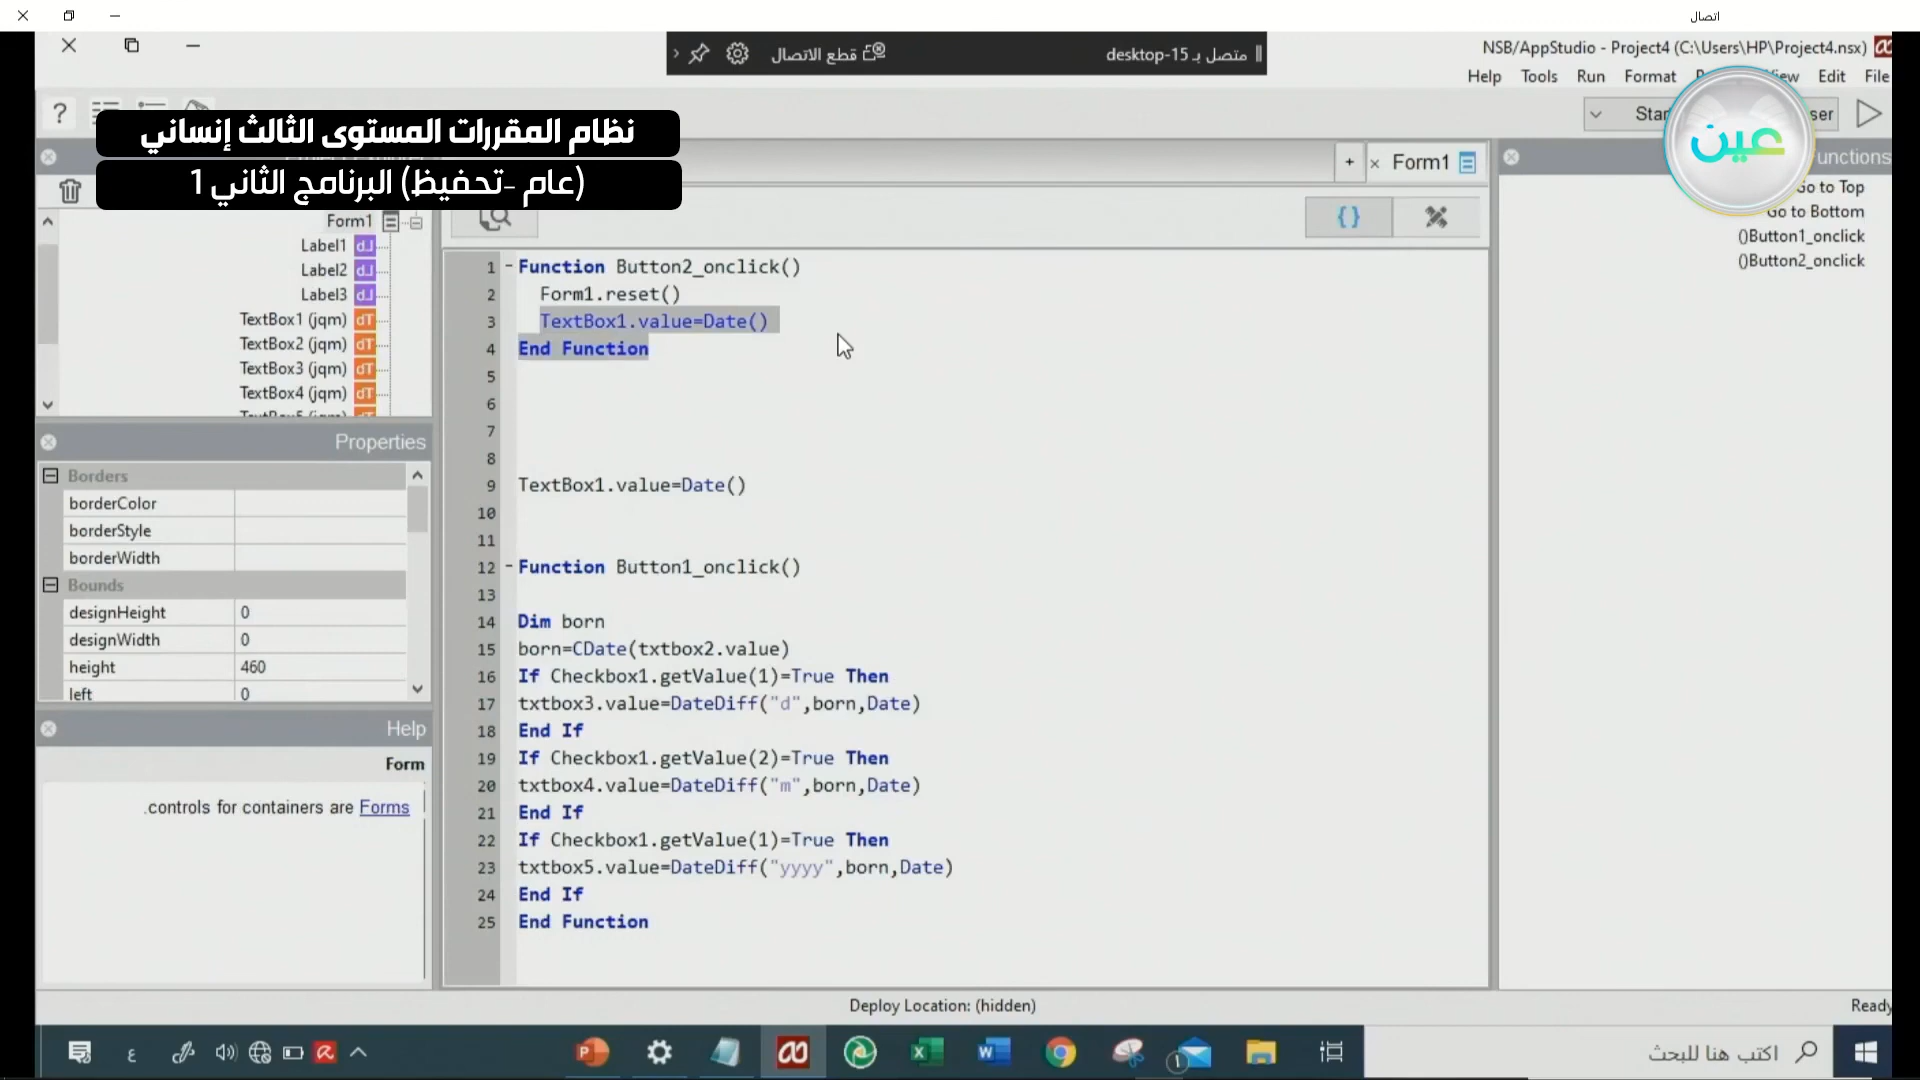 اتصال
NSB/AppStudio - Project4 (C:\Users\HP\Project4.nsx)
متصل بـ desktop-15
قطع الاتصال
File
Edit
Format
Run
Tools
Help
عين
نظام المقررات المستوى الثالث إنساني
(عام -تحفيظ) البرنامج الثاني 1
Form1
Go to Top
Go to Bottom
()Button1_onclick
()Button2_onclick
Form1
Label1
Label2
Label3
TextBox1 (jqm)
TextBox2 (jqm)
TextBox3 (jqm)
TextBox4 (jqm)
Properties
Borders
borderColor
borderStyle
borderWidth
Bounds
designHeight 0
designWidth 0
height 460
left 0
Help
Form
.controls for containers are Forms
1 Function Button2_onclick()
2 Form1.reset()
3 TextBox1.value=Date()
4 End Function
5
6
7
8
9 TextBox1.value=Date()
10
11
12 Function Button1_onclick()
13
14 Dim born
15 born=CDate(txtbox2.value)
16 If Checkbox1.getValue(1)=True Then
17 txtbox3.value=DateDiff("d",born,Date)
18 End If
19 If Checkbox1.getValue(2)=True Then
20 txtbox4.value=DateDiff("m",born,Date)
21 End If
22 If Checkbox1.getValue(1)=True Then
23 txtbox5.value=DateDiff("yyyy",born,Date)
24 End If
25 End Function
Deploy Location: (hidden)
Ready
اكتب هنا للبحث
ع